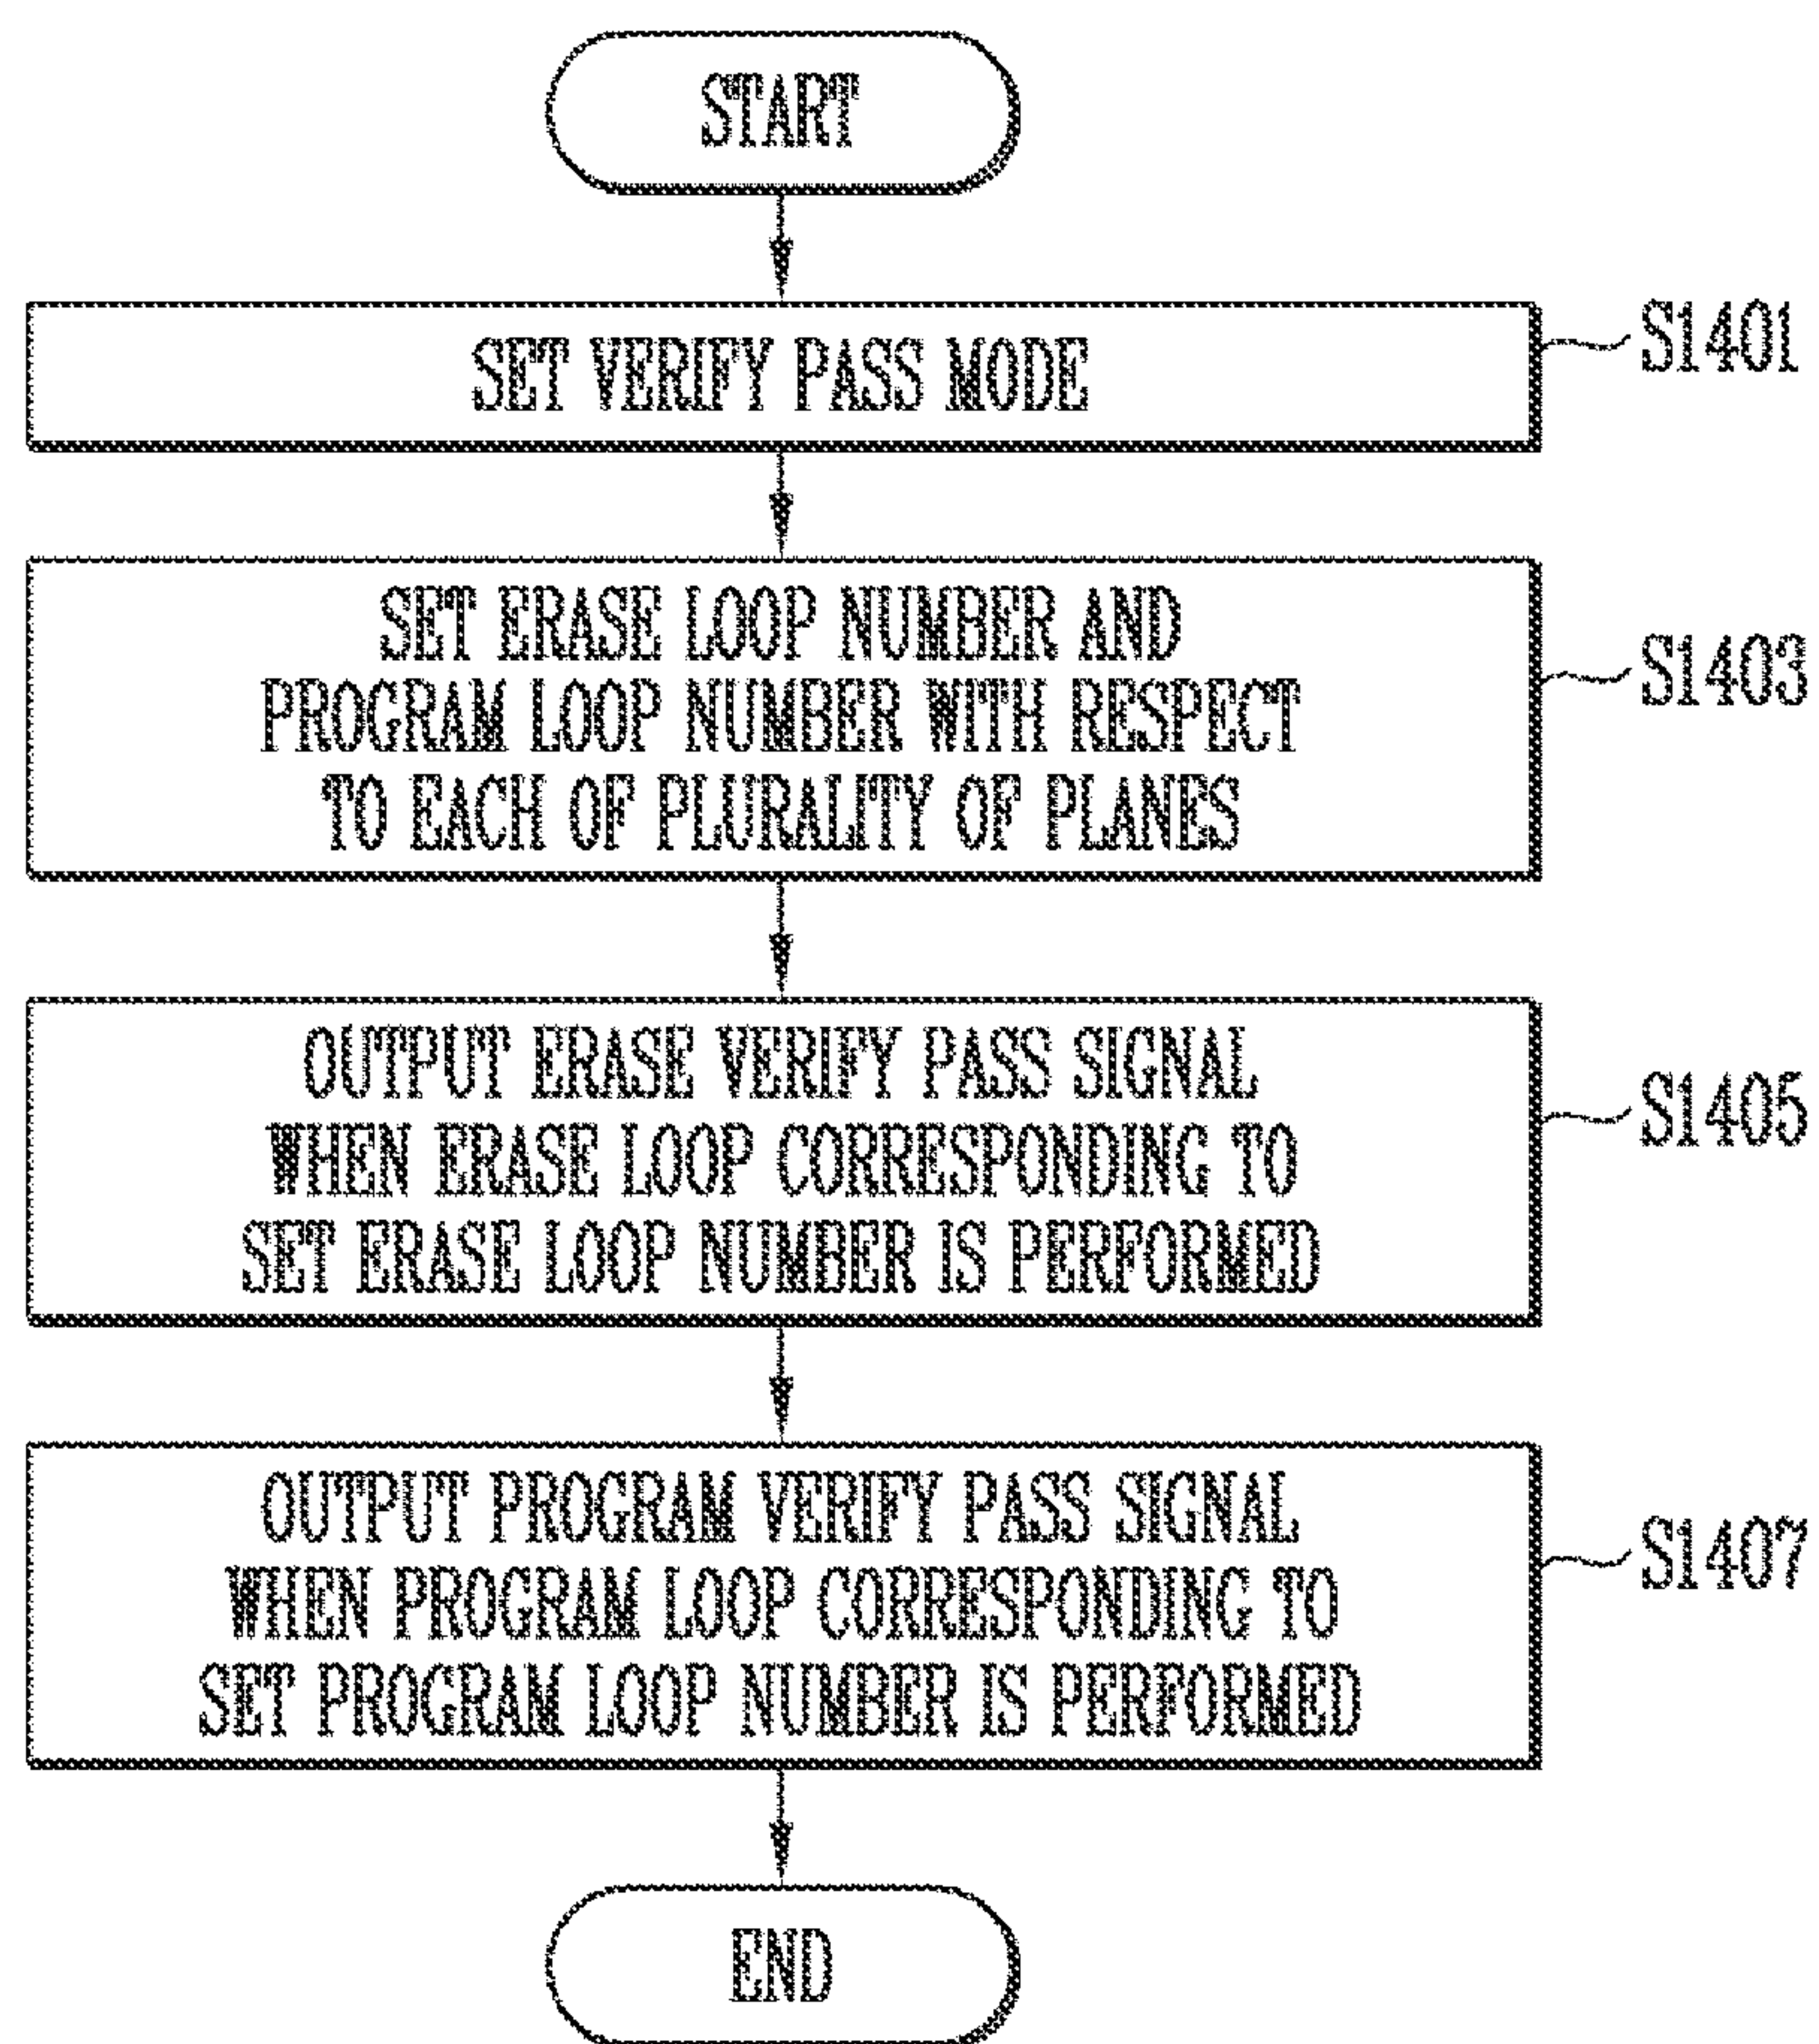 START
SET VERIFY PASS MODE
S1401
SET ERASE LOOP NUMBER AND
PROGRAM LOOP NUMBER WITH RESPECT
TO EACH OF PLURALITY OF PLANES
S1403
OUTPUT ERASE VERIFY PASS SIGNAL
WHEN ERASE LOOP CORRESPONDING TO
SET ERASE LOOP NUMBER IS PERFORMED
S1405
OUTPUT PROGRAM VERIFY PASS SIGNAL
WHEN PROGRAM LOOP CORRESPONDING TO
SET PROGRAM LOOP NUMBER IS PERFORMED
S1407
END